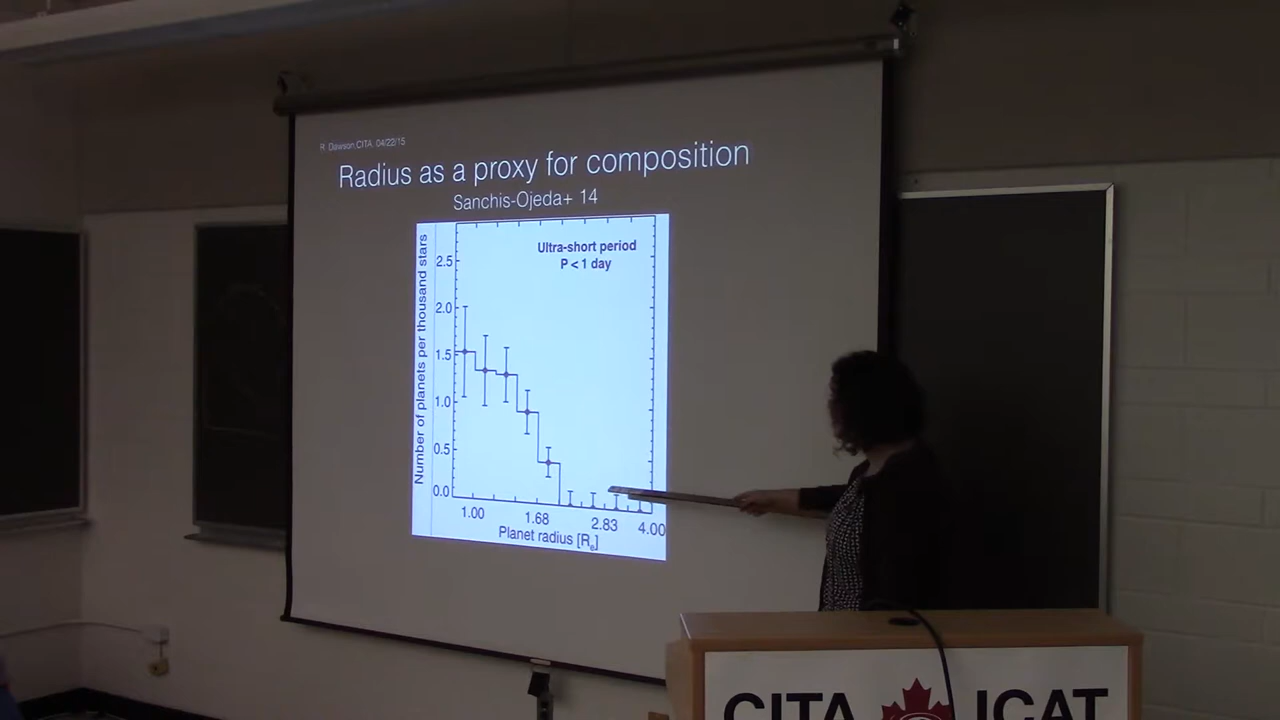 R. Dawson CITA, 04/22/15
Radius as a proxy for composition
Sanchis-Ojeda+ 14
Ultra-short period
P < 1 day
Number of planets per thousand stars
2.5
2.0
1.5
1.0
0.5
0.0
1.00 1.68 2.83 4.00
Planet radius [R⊕]
CITA ICAT